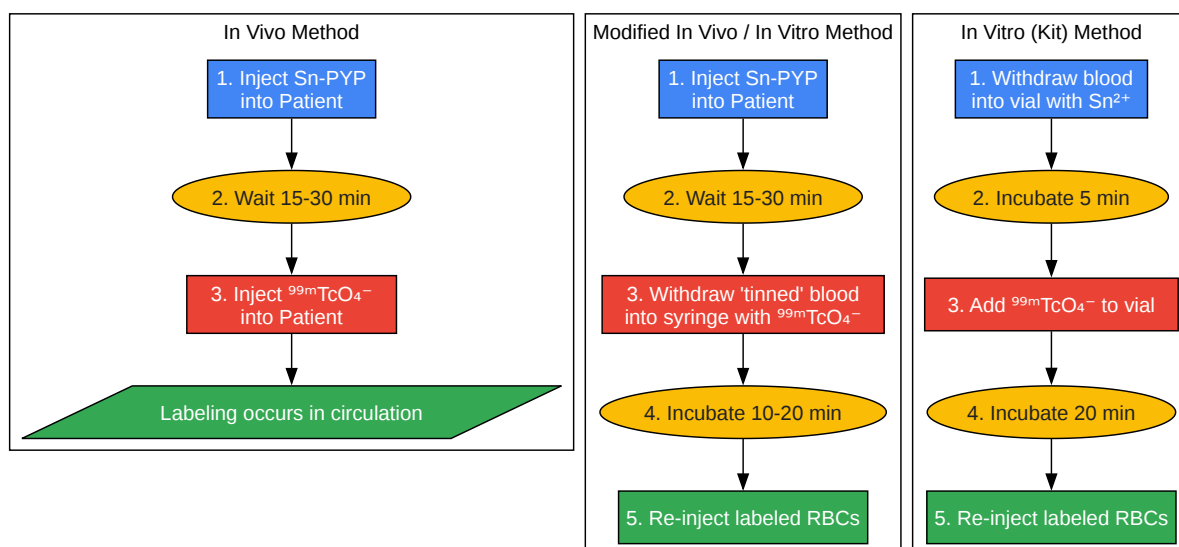 In Vivo Method
1. Inject Sn-PYP
into Patient
2. Wait 15-30 min
3. Inject ⁹⁹ᵐTcO₄⁻
into Patient
Labeling occurs in circulation
Modified In Vivo / In Vitro Method
1. Inject Sn-PYP
into Patient
2. Wait 15-30 min
3. Withdraw 'tinned' blood
into syringe with ⁹⁹ᵐTcO₄⁻
4. Incubate 10-20 min
5. Re-inject labeled RBCs
In Vitro (Kit) Method
1. Withdraw blood
into vial with Sn²⁺
2. Incubate 5 min
3. Add ⁹⁹ᵐTcO₄⁻ to vial
4. Incubate 20 min
5. Re-inject labeled RBCs